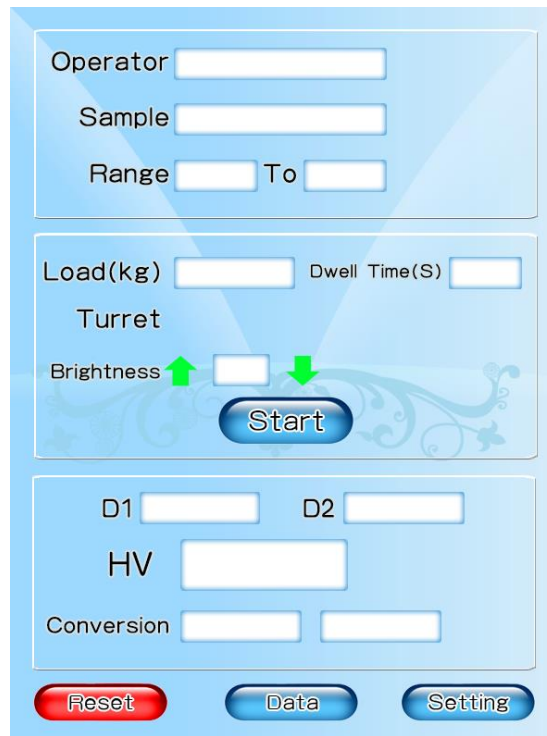 Operator
Sample
Range To
Load(kg) Dwell Time(S)
Turret
Brightness
Start
D1 D2
HV
Conversion
Reset Data Setting